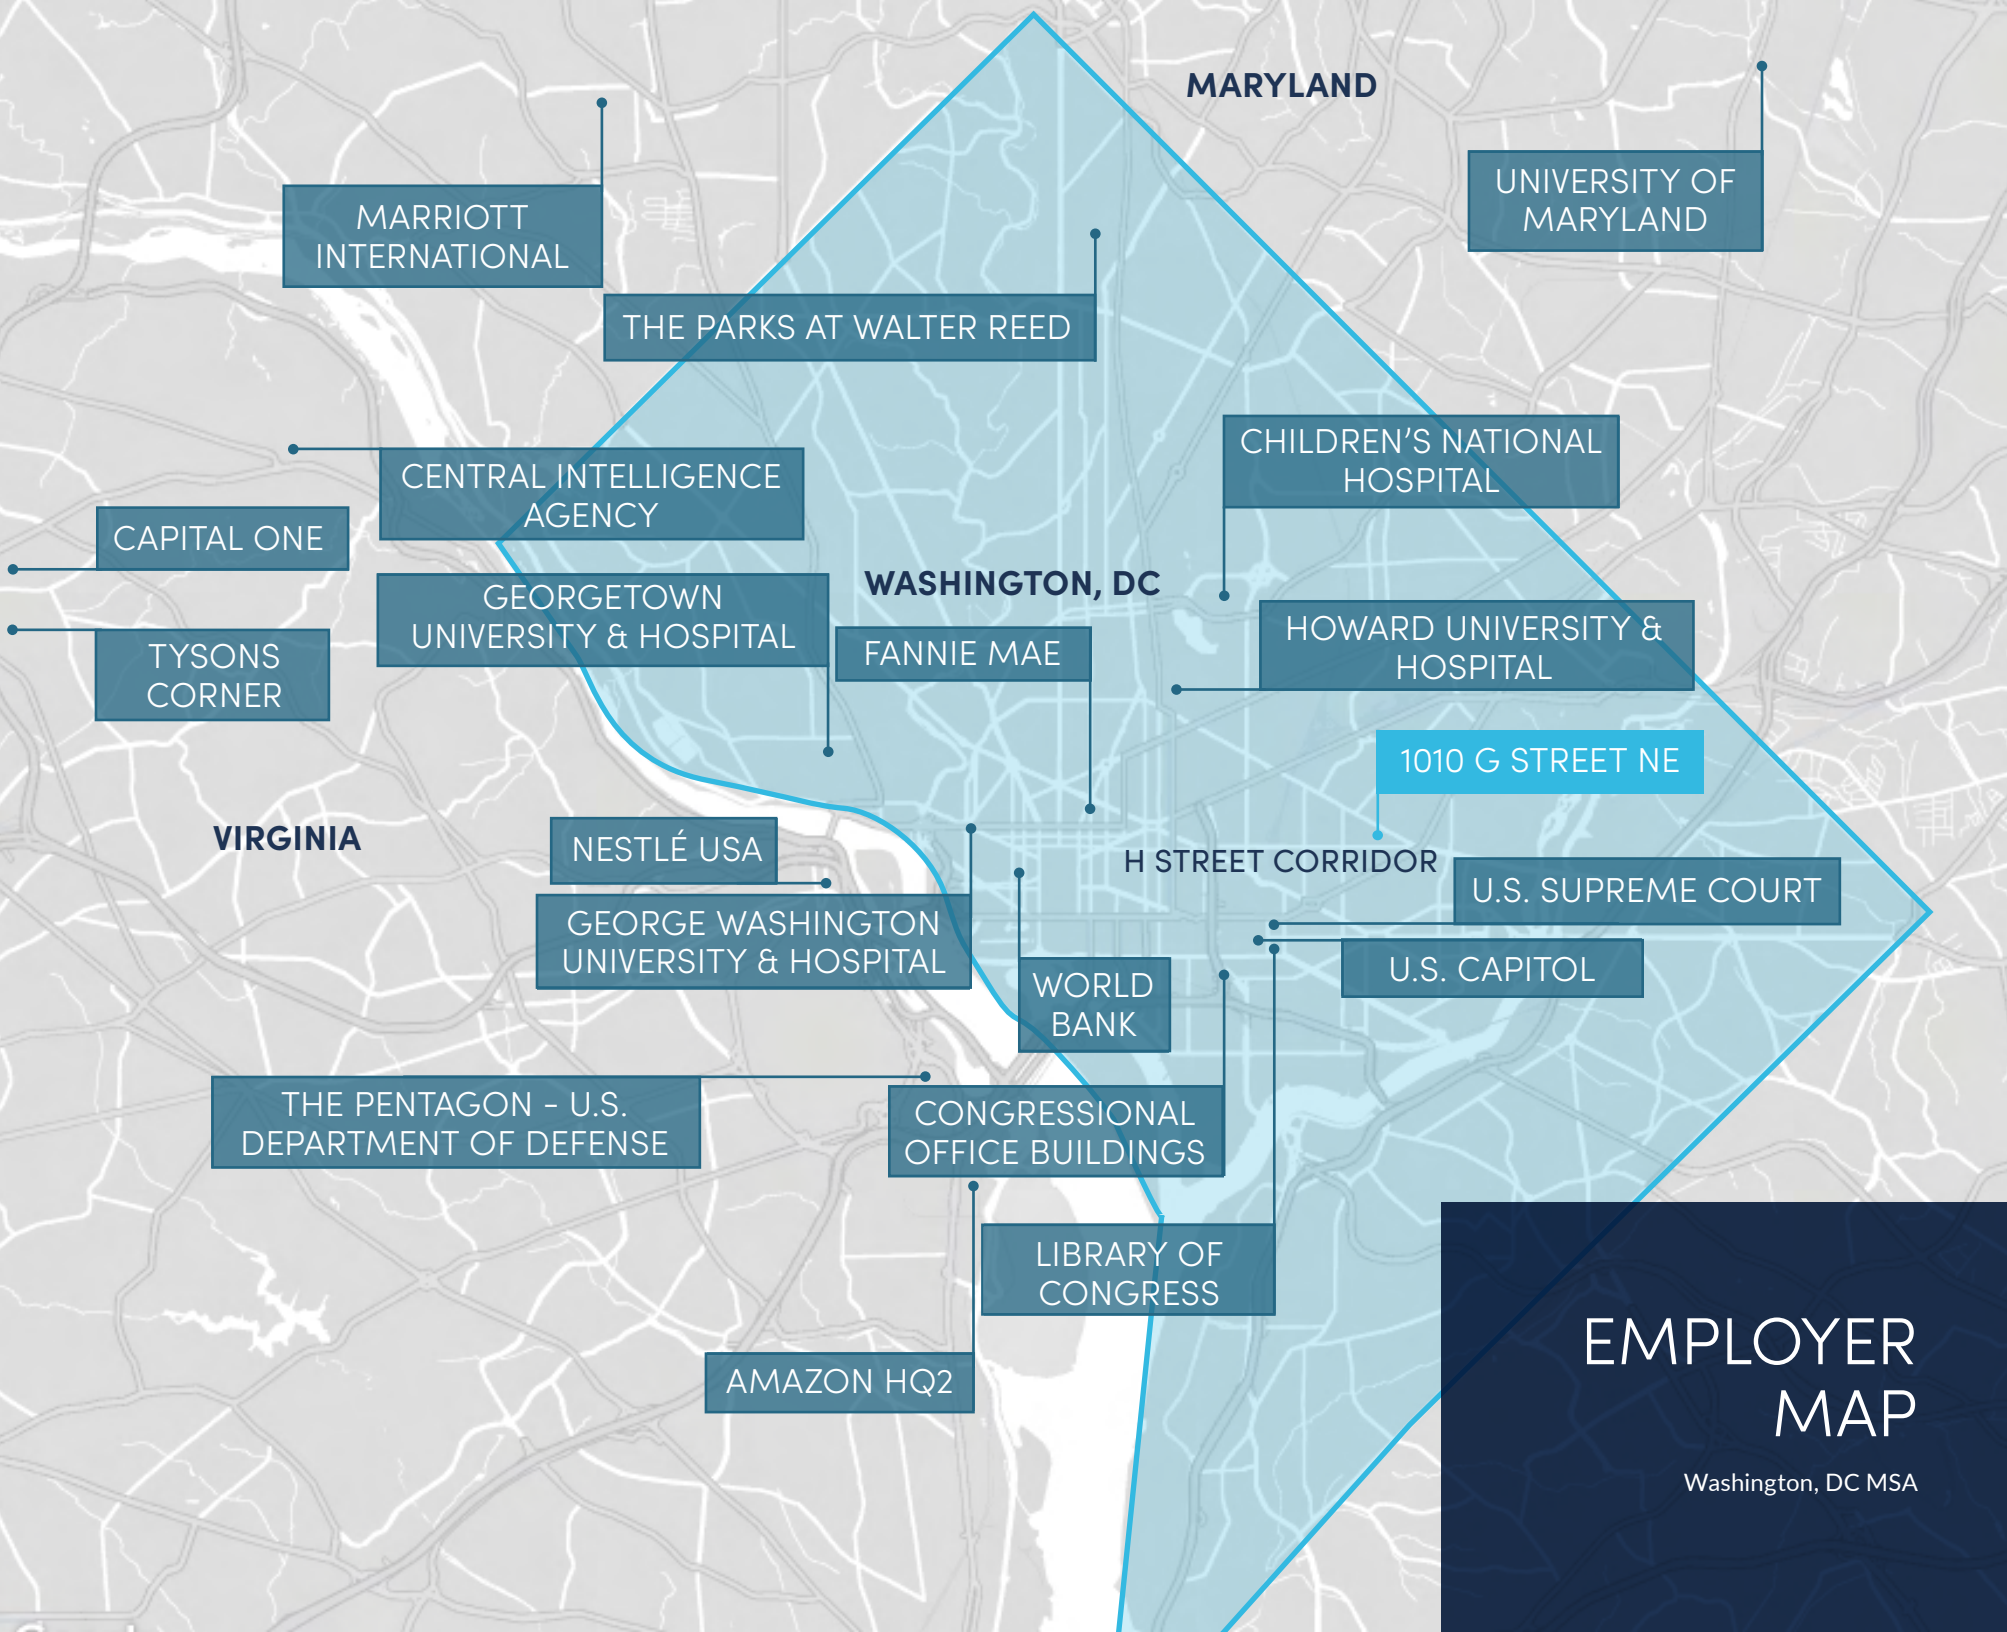 MARYLAND
UNIVERSITY OF
MARYLAND
MARRIOTT
INTERNATIONAL
THE PARKS AT WALTER REED
CHILDREN'S NATIONAL
HOSPITAL
CENTRAL INTELLIGENCE
AGENCY
CAPITAL ONE
WASHINGTON, DC
GEORGETOWN
UNIVERSITY & HOSPITAL
FANNIE MAE
HOWARD UNIVERSITY &
HOSPITAL
TYSONS
CORNER
1010 G STREET NE
VIRGINIA
NESTLÉ USA
H STREET CORRIDOR
U.S. SUPREME COURT
GEORGE WASHINGTON
UNIVERSITY & HOSPITAL
U.S. CAPITOL
WORLD
BANK
THE PENTAGON - U.S.
DEPARTMENT OF DEFENSE
CONGRESSIONAL
OFFICE BUILDINGS
LIBRARY OF
CONGRESS
AMAZON HQ2
EMPLOYER
MAP
Washington, DC MSA